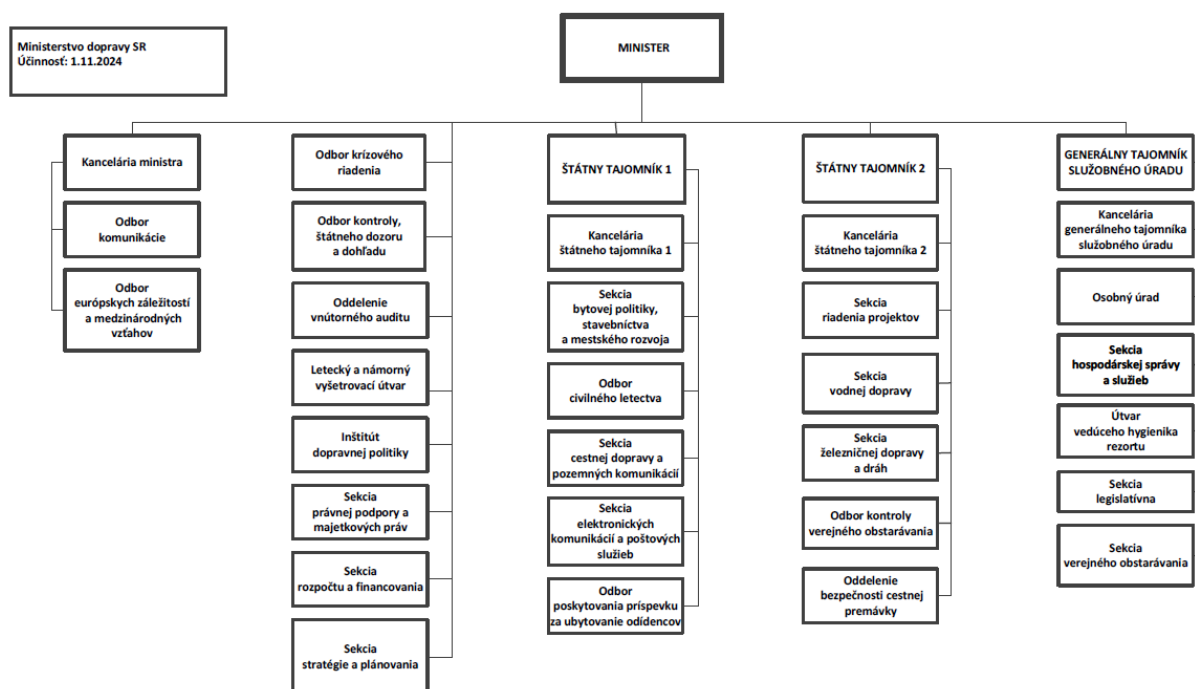 Ministerstvo dopravy SR
Účinnosť: 1.11.2024
MINISTER
Kancelária ministra
Odbor
komunikácie
Odbor
európskych záležitostí
a medzinárodných
vzťahov
Odbor krízového
riadenia
Odbor kontroly,
štátneho dozoru
a dohľadu
Oddelenie
vnútorného auditu
Letecký a námorný
vyšetrovací útvar
Inštitút
dopravnej politiky
Sekcia
právnej podpory a
majetkových práv
Sekcia
rozpočtu a financovania
Sekcia
stratégie a plánovania
ŠTÁTNY TAJOMNÍK 1
Kancelária
štátneho tajomníka 1
Sekcia
bytovej politiky,
stavebníctva
a mestského rozvoja
Odbor
civilného letectva
Sekcia
cestnej dopravy a
pozemných komunikácií
Sekcia
elektronických
komunikácií a poštových
služieb
Odbor
poskytovania príspevku
za ubytovanie odídencov
ŠTÁTNY TAJOMNÍK 2
Kancelária
štátneho tajomníka 2
Sekcia
riadenia projektov
Sekcia
vodnej dopravy
Sekcia
železničnej dopravy
a dráh
Odbor kontroly
verejného obstarávania
Oddelenie
bezpečnosti cestnej
premávky
GENERÁLNY TAJOMNÍK
SLUŽOBNÉHO ÚRADU
Kancelária
generálneho tajomníka
služobného úradu
Osobný úrad
Sekcia
hospodárskej správy
a služieb
Útvar
vedúceho hygienika
rezortu
Sekcia
legislatívna
Sekcia
verejného obstarávania